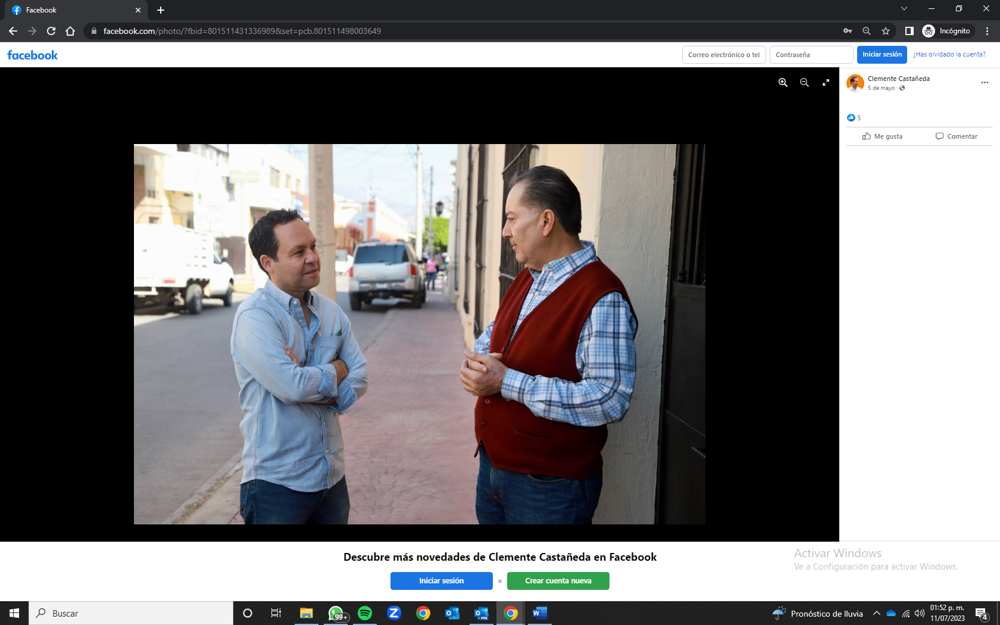 Facebook
facebook.com/photo/?fbid=801511431336989&set=pcb.801511498003649
Incógnito
facebook
Correo electrónico o tel
Contraseña
Iniciar sesión
¿Has olvidado la cuenta?
Clemente Castañeda
5 de mayo ·
5
Me gusta
Comentar
Descubre más novedades de Clemente Castañeda en Facebook
Iniciar sesión
o
Crear cuenta nueva
Activar Windows
Ve a Configuración para activar Windows.
Buscar
99+
PRE
Pronóstico de lluvia
01:52 p. m.
11/07/2023
4